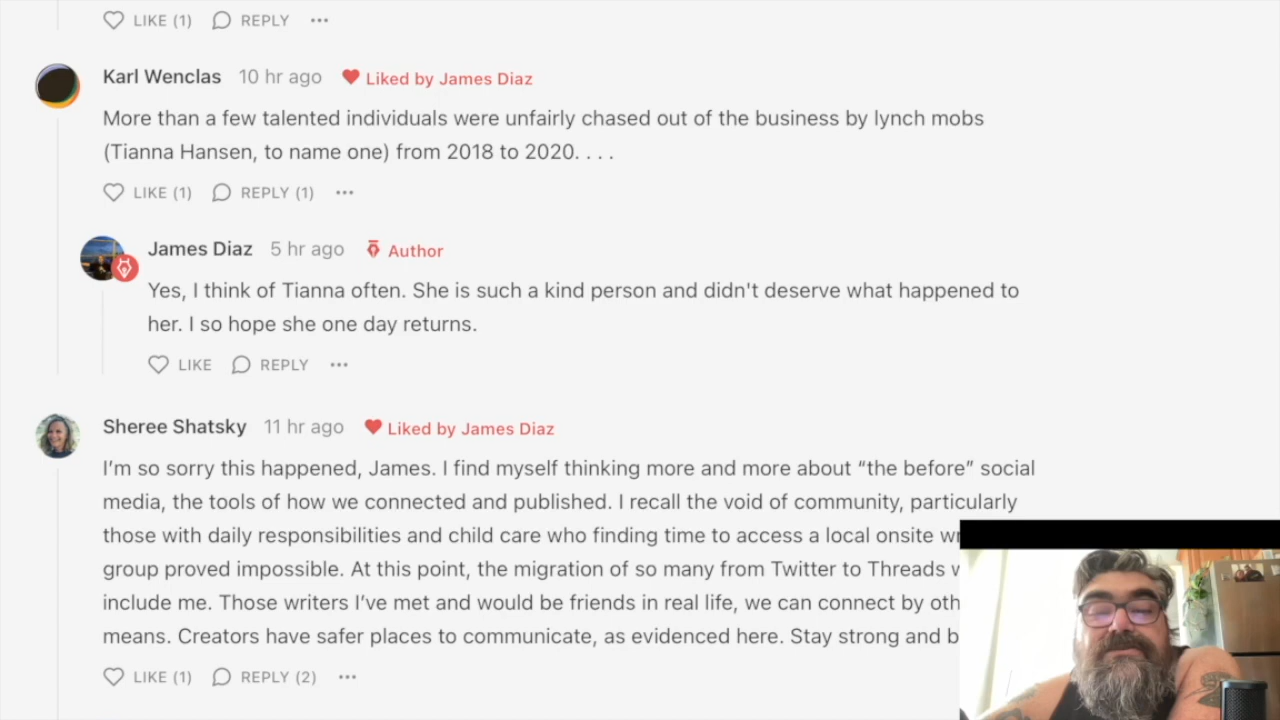 LIKE (1) REPLY
Karl Wenclas 10 hr ago Liked by James Diaz
More than a few talented individuals were unfairly chased out of the business by lynch mobs
(Tianna Hansen, to name one) from 2018 to 2020. . . .
LIKE (1) REPLY (1)
James Diaz 5 hr ago Author
Yes, I think of Tianna often. She is such a kind person and didn't deserve what happened to
her. I so hope she one day returns.
LIKE REPLY
Sheree Shatsky 11 hr ago Liked by James Diaz
I'm so sorry this happened, James. I find myself thinking more and more about “the before” social
media, the tools of how we connected and published. I recall the void of community, particularly
those with daily responsibilities and child care who finding time to access a local onsite
group proved impossible. At this point, the migration of so many from Twitter to Threads
include me. Those writers I've met and would be friends in real life, we can connect by
means. Creators have safer places to communicate, as evidenced here. Stay strong and
LIKE (1) REPLY (2)